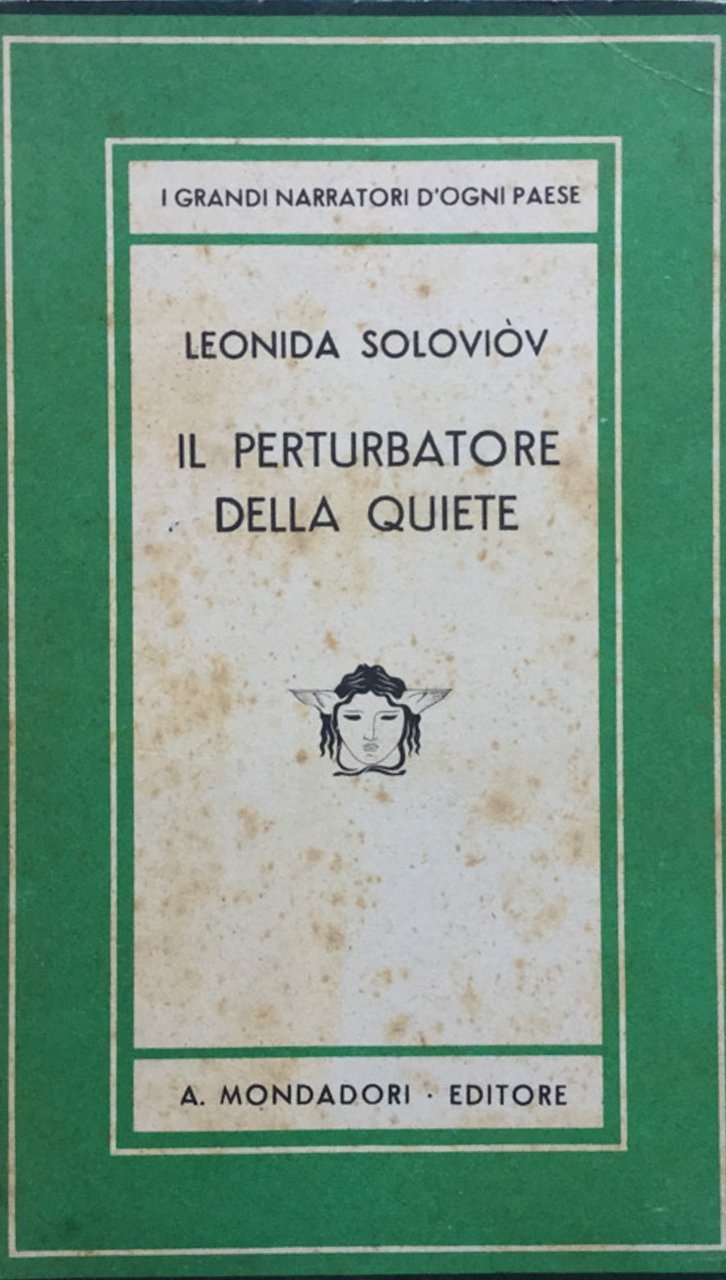 I GRANDI NARRATORI D'OGNI PAESE
LEONIDA SOLOVIÒV
IL PERTURBATORE
DELLA QUIETE
A. MONDADORI · EDITORE